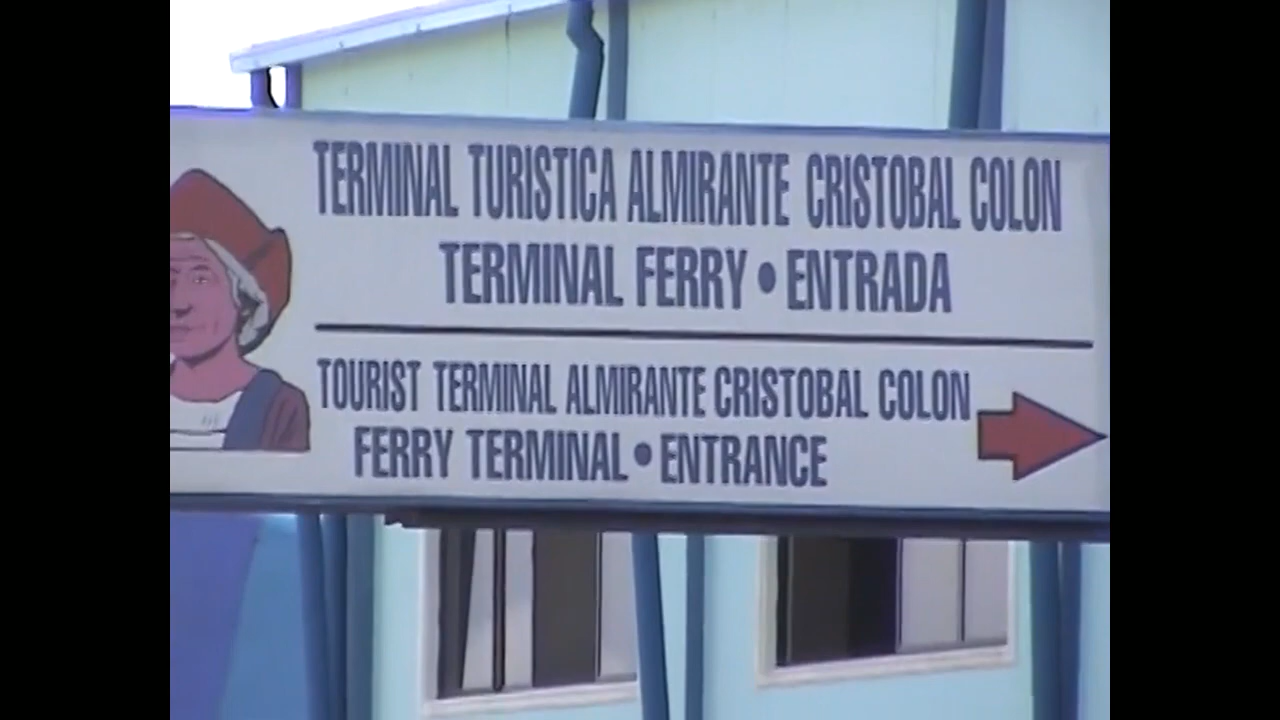 TERMINAL TURISTICA ALMIRANTE CRISTOBAL COLON
TERMINAL FERRY • ENTRADA
TOURIST TERMINAL ALMIRANTE CRISTOBAL COLON
FERRY TERMINAL • ENTRANCE